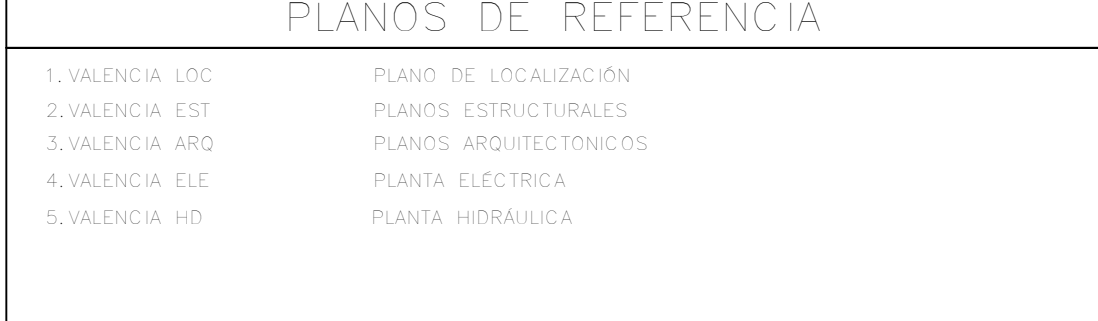 PLANOS DE REFERENCIA
1. VALENCIA LOC PLANO DE LOCALIZACIÓN
2. VALENCIA EST PLANOS ESTRUCTURALES
3. VALENCIA ARQ PLANOS ARQUITECTONICOS
4. VALENCIA ELE PLANTA ELÉCTRICA
5. VALENCIA HD PLANTA HIDRÁULICA